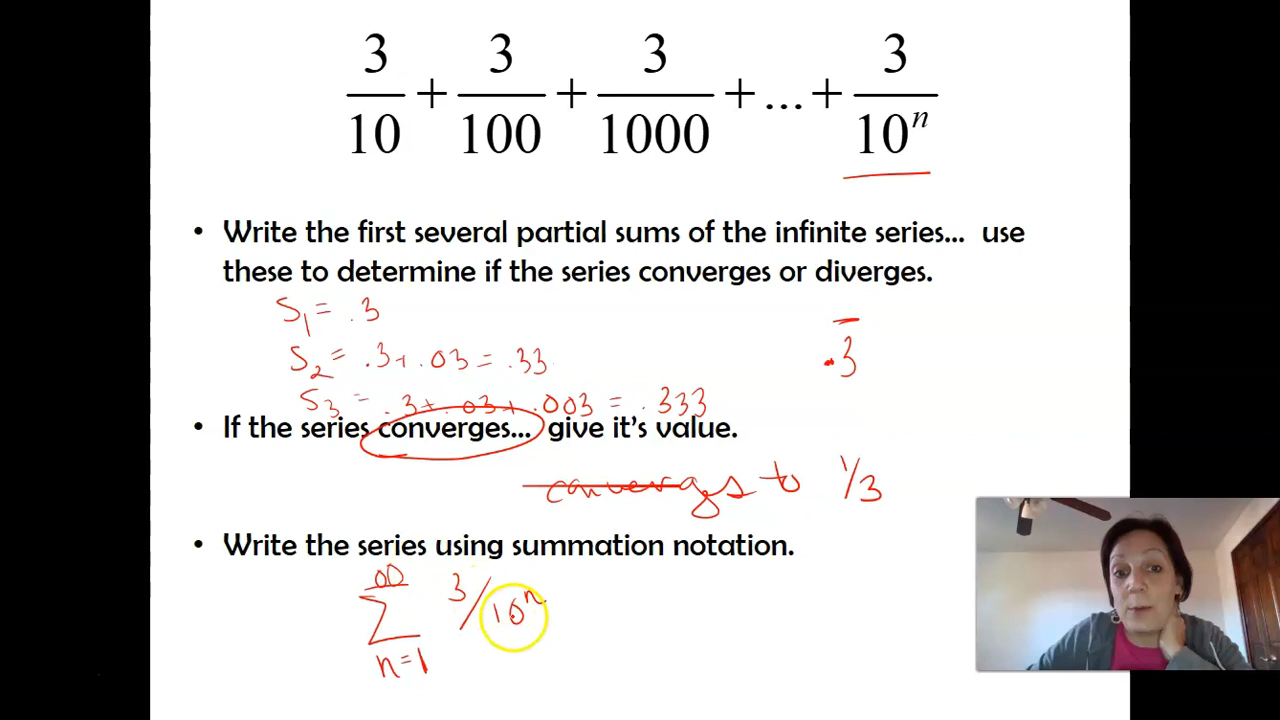 3/10 + 3/100 + 3/1000 + ... + 3/10ⁿ
• Write the first several partial sums of the infinite series... use
these to determine if the series converges or diverges.
S₁ = .3
S₂ = .3 + .03 = .33
.3̅
S₃ = .3 + .03 + .003 = .333
• If the series converges... give it's value.
converges to 1/3
• Write the series using summation notation.
∞
Σ 3/10ⁿ
n=1